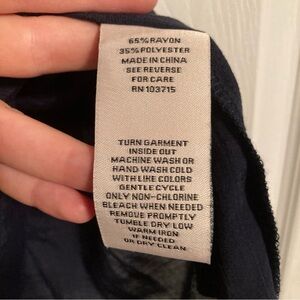 65% RAYON
35% POLYESTER
MADE IN CHINA
SEE REVERSE
FOR CARE
RN 103715
TURN GARMENT
INSIDE OUT
MACHINE WASH OR
HAND WASH COLD
WITH LIKE COLORS
GENTLE CYCLE
ONLY NON-CHLORINE
BLEACH WHEN NEEDED
REMOVE PROMPTLY
TUMBLE DRY LOW
WARM IRON
IF NEEDED
OR DRY CLEAN